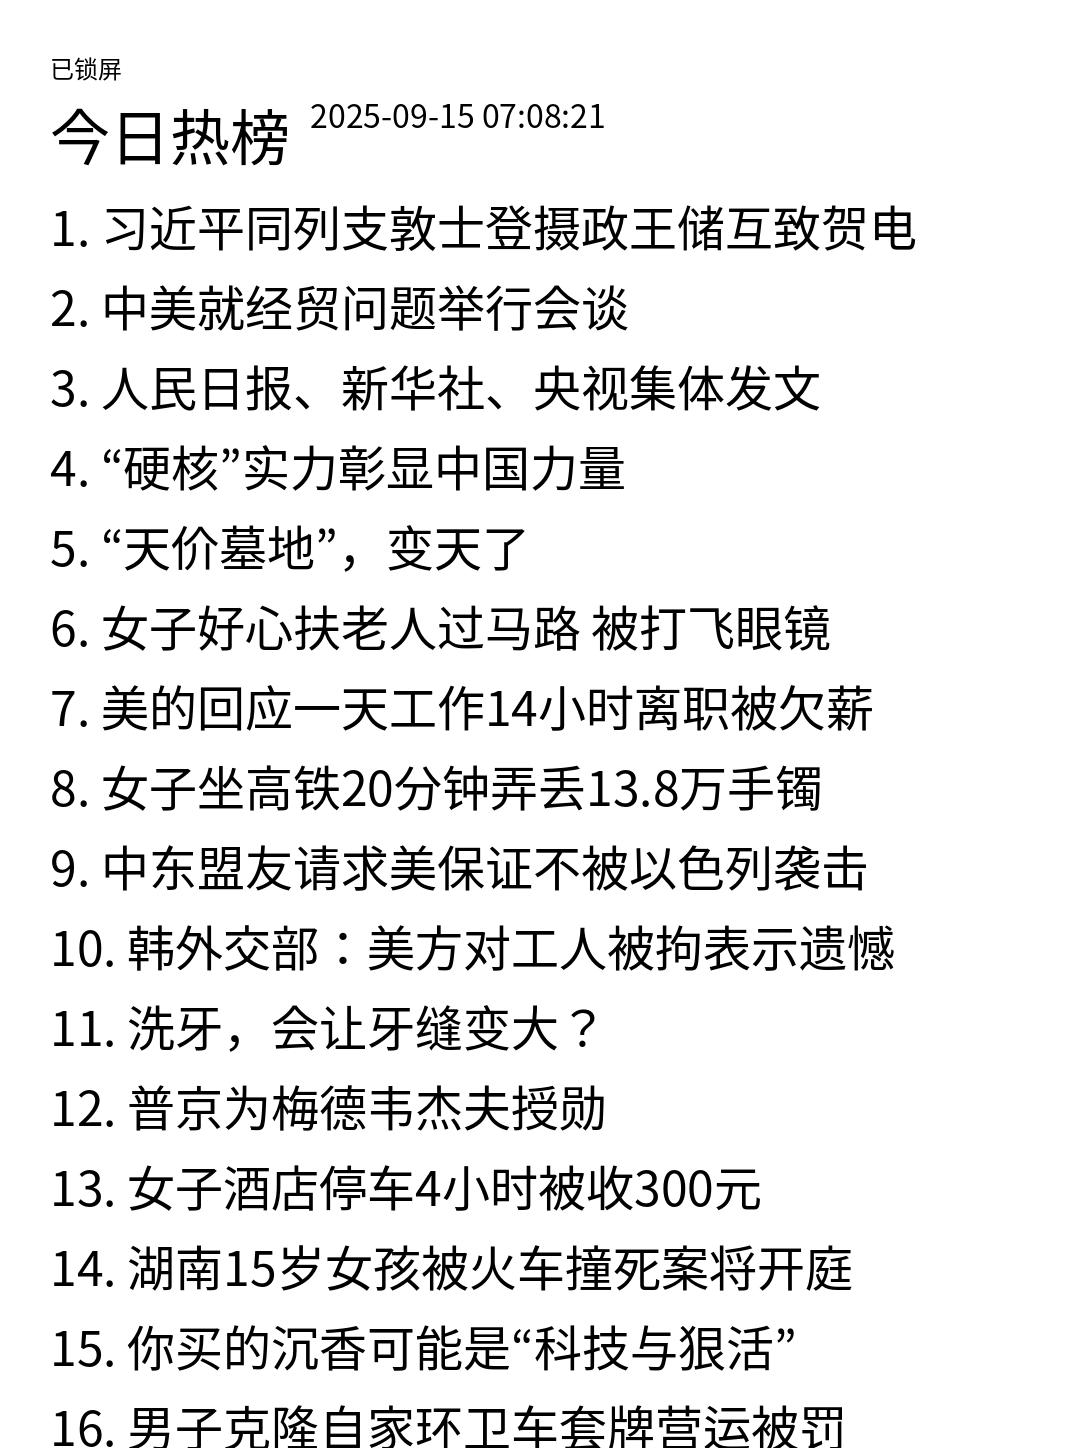 已锁屏
今日热榜 2025-09-15 07:08:21
1. 习近平同列支敦士登摄政王储互致贺电
2. 中美就经贸问题举行会谈
3. 人民日报、新华社、央视集体发文
4. “硬核”实力彰显中国力量
5. “天价墓地”，变天了
6. 女子好心扶老人过马路 被打飞眼镜
7. 美的回应一天工作14小时离职被欠薪
8. 女子坐高铁20分钟弄丢13.8万手镯
9. 中东盟友请求美保证不被以色列袭击
10. 韩外交部：美方对工人被拘表示遗憾
11. 洗牙，会让牙缝变大？
12. 普京为梅德韦杰夫授勋
13. 女子酒店停车4小时被收300元
14. 湖南15岁女孩被火车撞死案将开庭
15. 你买的沉香可能是“科技与狠活”
16. 男子克隆自家环卫车套牌营运被罚